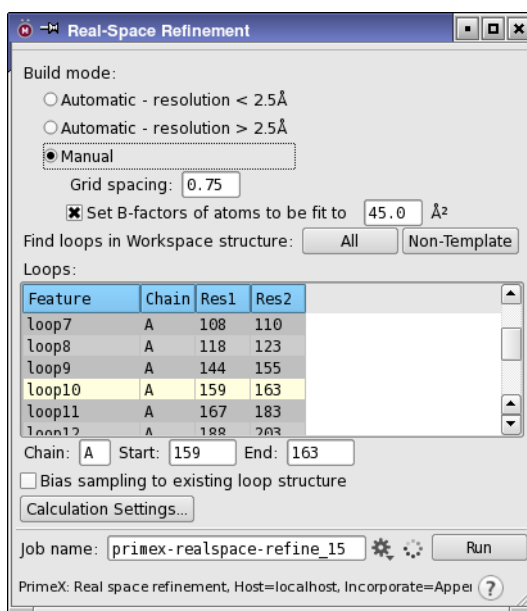 Real-Space Refinement
Build mode:
Automatic - resolution < 2.5Å
Automatic - resolution > 2.5Å
Manual
Grid spacing: 0.75
Set B-factors of atoms to be fit to 45.0 Å²
Find loops in Workspace structure: All Non-Template
Loops:
Feature Chain Res1 Res2
loop7 A 108 110
loop8 A 118 123
loop9 A 144 155
loop10 A 159 163
loop11 A 167 183
loop12 A 188 203
Chain: A Start: 159 End: 163
Bias sampling to existing loop structure
Calculation Settings...
Job name: primex-realspace-refine_15 Run
PrimeX: Real space refinement, Host=localhost, Incorporate=Appen ?